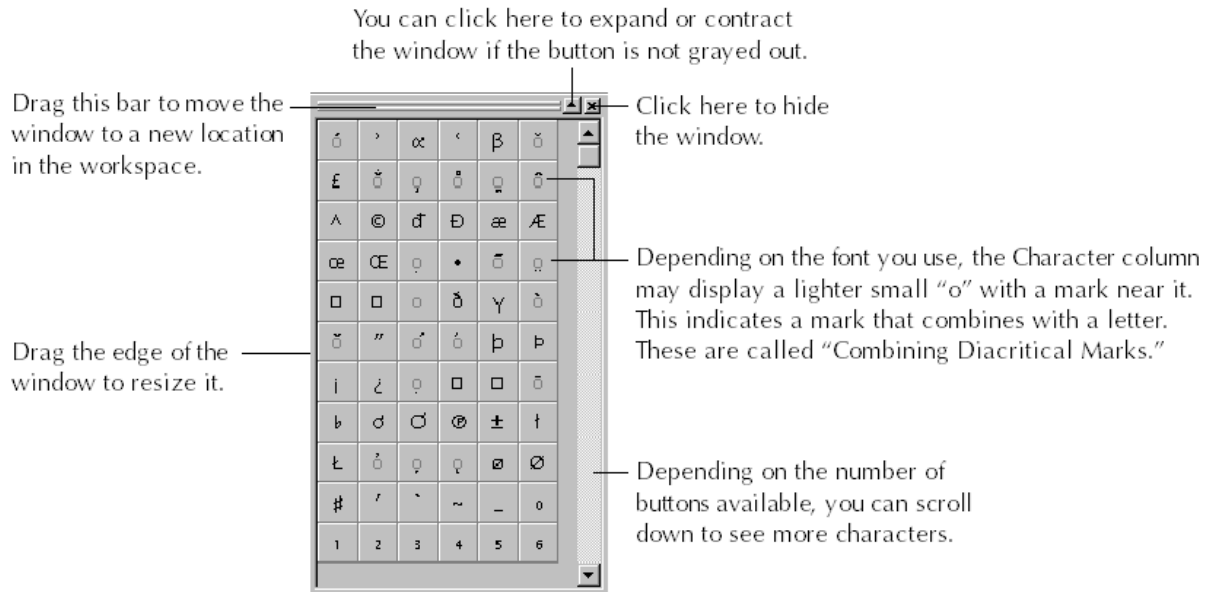 You can click here to expand or contract
the window if the button is not grayed out.
Drag this bar to move the
window to a new location
in the workspace.
Click here to hide
the window.
α β
£
^ © đ Ð æ Æ
œ Œ •
ð γ
" þ Þ
¡ ¿
♭ ℗ ± ł
Ł ø Ø
♯ ~ _ 0
1 2 3 4 5 6
Depending on the font you use, the Character column
may display a lighter small “o” with a mark near it.
This indicates a mark that combines with a letter.
These are called “Combining Diacritical Marks.”
Drag the edge of the
window to resize it.
Depending on the number of
buttons available, you can scroll
down to see more characters.